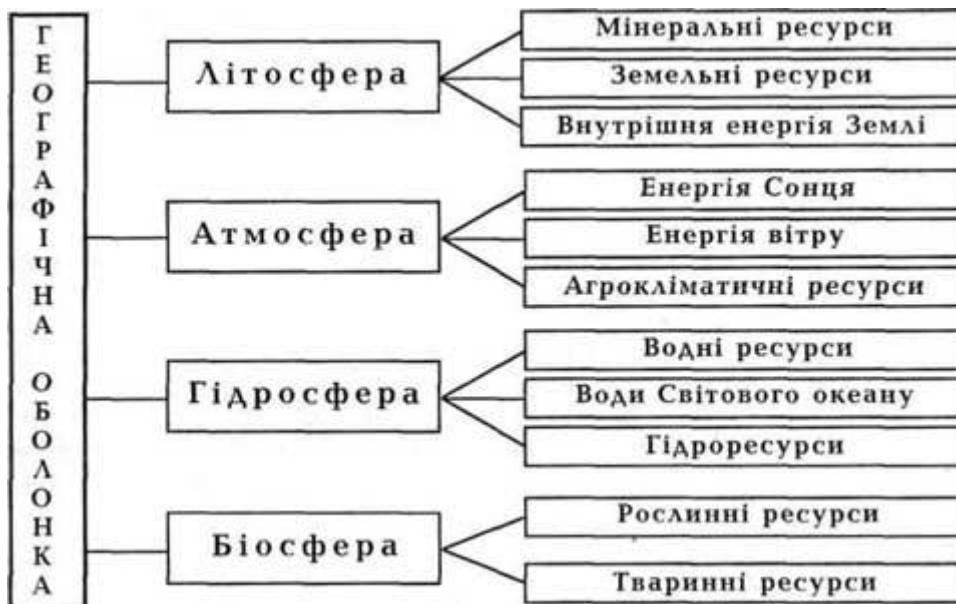 ГЕОГРАФІЧНА ОБОЛОНКА
Літосфера
Мінеральні ресурси
Земельні ресурси
Внутрішня енергія Землі
Атмосфера
Енергія Сонця
Енергія вітру
Агрокліматичні ресурси
Гідросфера
Водні ресурси
Води Світового океану
Гідроресурси
Біосфера
Рослинні ресурси
Тваринні ресурси